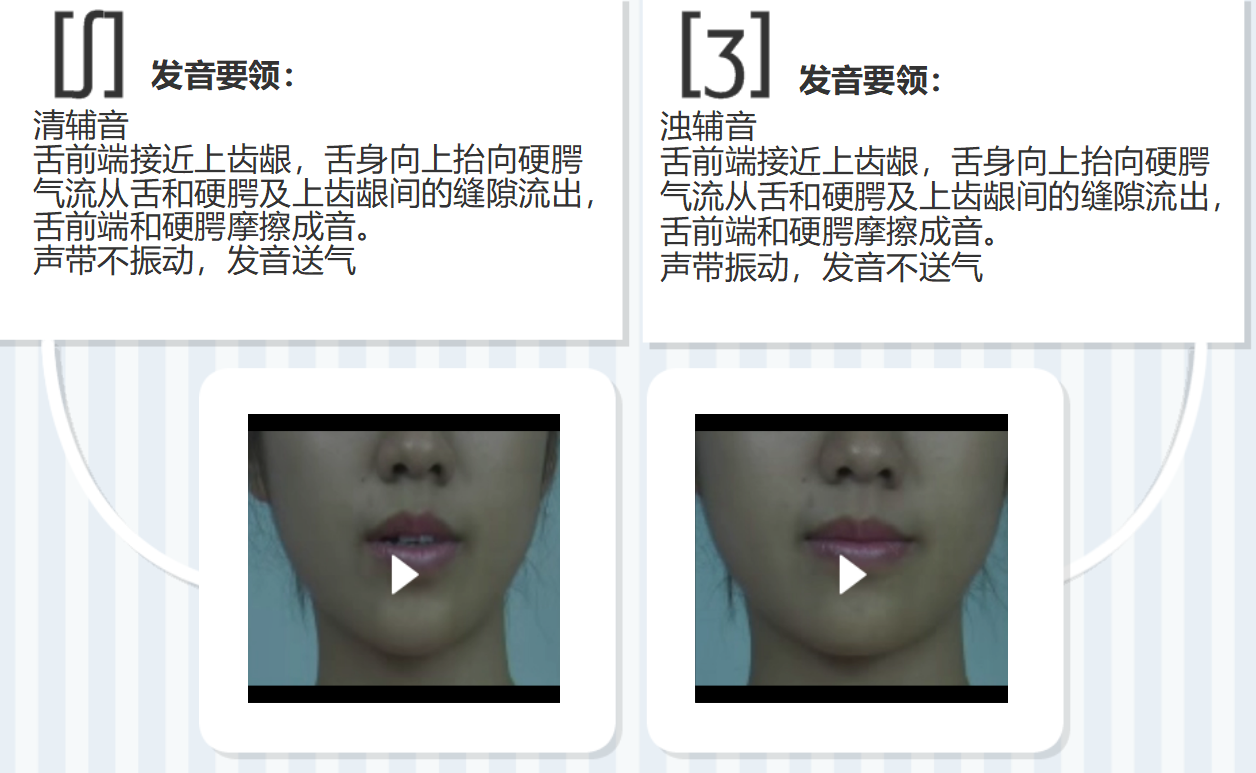 [ʃ] 发音要领：
清辅音
舌前端接近上齿龈，舌身向上抬向硬腭
气流从舌和硬腭及上齿龈间的缝隙流出，
舌前端和硬腭摩擦成音。
声带不振动，发音送气
[ʒ] 发音要领：
浊辅音
舌前端接近上齿龈，舌身向上抬向硬腭
气流从舌和硬腭及上齿龈间的缝隙流出，
舌前端和硬腭摩擦成音。
声带振动，发音不送气